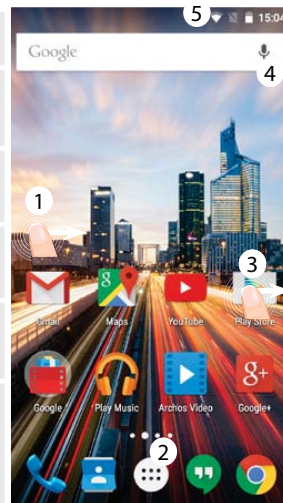 5
15:04
Google
4
1
3
Gmail
Maps
YouTube
Play Store
Google
Play Music
Archos Video
Google+
2